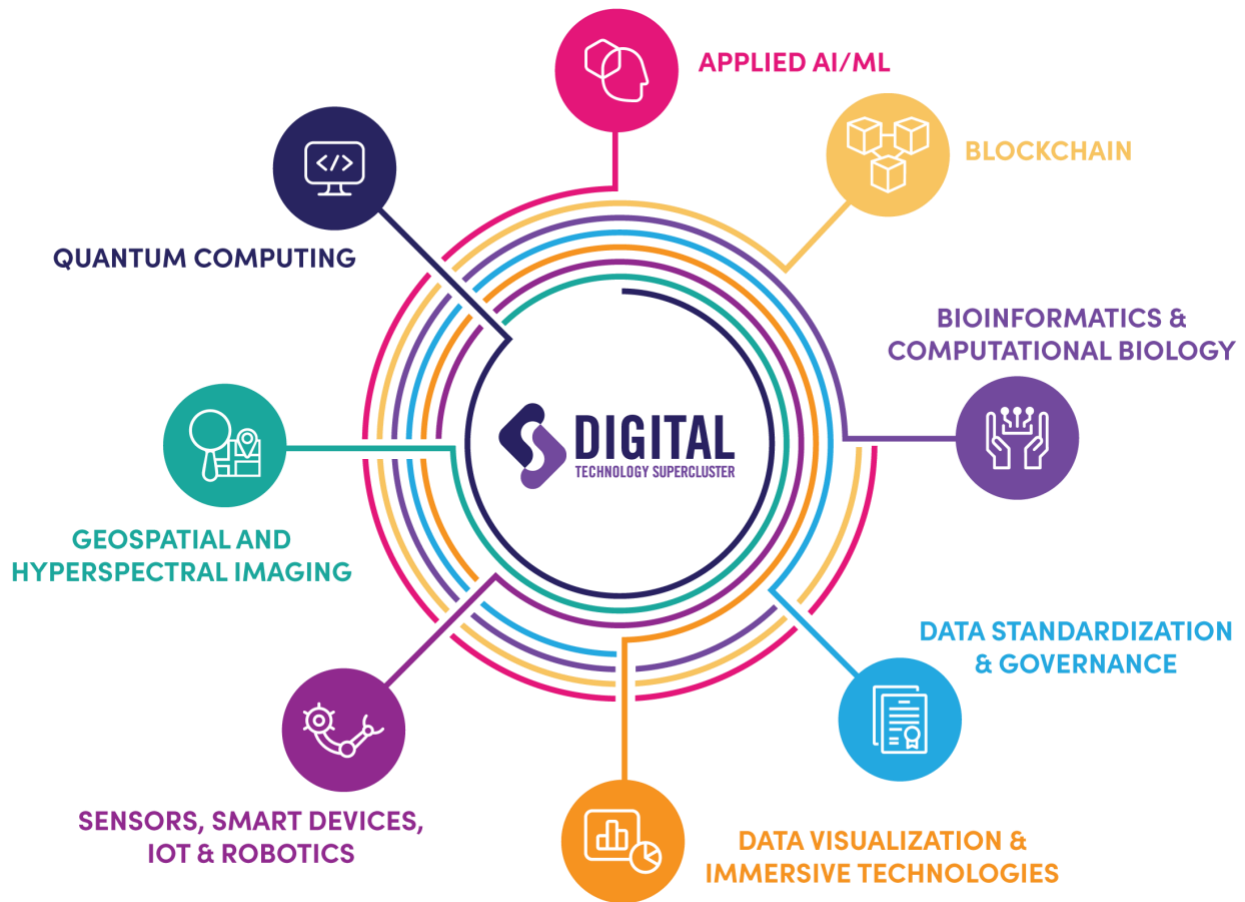 APPLIED AI/ML
BLOCKCHAIN
</>
QUANTUM COMPUTING
BIOINFORMATICS &
COMPUTATIONAL BIOLOGY
DIGITAL
TECHNOLOGY SUPERCLUSTER
GEOSPATIAL AND
HYPERSPECTRAL IMAGING
DATA STANDARDIZATION
& GOVERNANCE
SENSORS, SMART DEVICES,
IOT & ROBOTICS
DATA VISUALIZATION &
IMMERSIVE TECHNOLOGIES